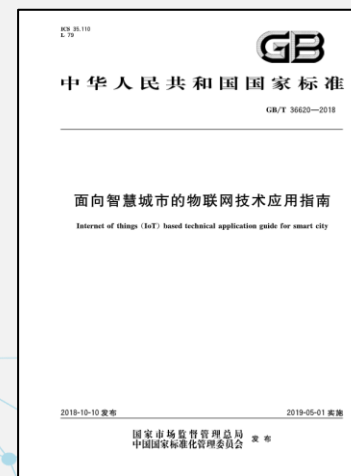 ICS 35.110
L 79
GB
中华人民共和国国家标准
GB/T 36620—2018
面向智慧城市的物联网技术应用指南
Internet of things (IoT) based technical application guide for smart city
2018-10-10 发布
2019-05-01 实施
国家市场监督管理总局
中国国家标准化管理委员会
发布